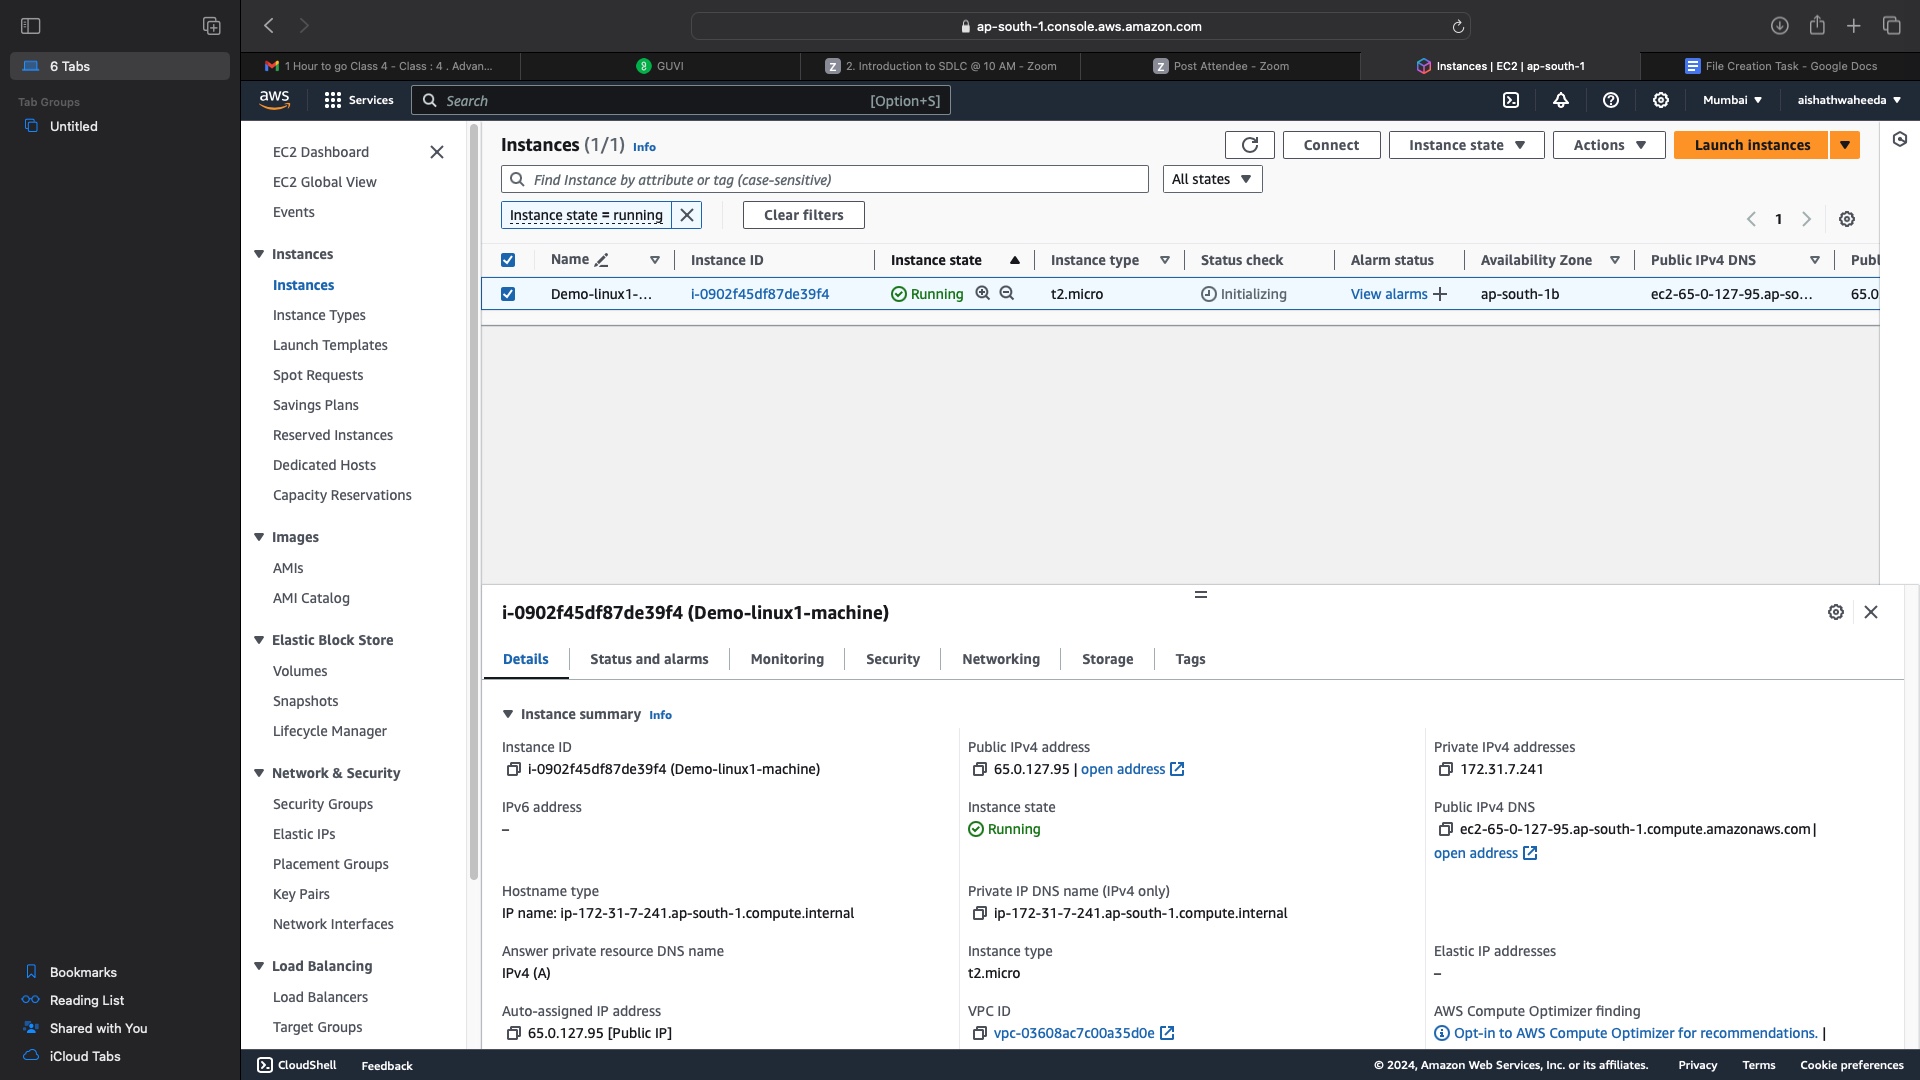 6 Tabs
Tab Groups
Untitled
Bookmarks
Reading List
Shared with You
iCloud Tabs
ap-south-1.console.aws.amazon.com
1 Hour to go Class 4 - Class : 4 . Advan...
GUVI
2. Introduction to SDLC @ 10 AM - Zoom
Post Attendee - Zoom
Instances | EC2 | ap-south-1
File Creation Task - Google Docs
aws
Services
Search
[Option+S]
Mumbai
aishathwaheeda
EC2 Dashboard
EC2 Global View
Events
Instances
Instances
Instance Types
Launch Templates
Spot Requests
Savings Plans
Reserved Instances
Dedicated Hosts
Capacity Reservations
Images
AMIs
AMI Catalog
Elastic Block Store
Volumes
Snapshots
Lifecycle Manager
Network & Security
Security Groups
Elastic IPs
Placement Groups
Key Pairs
Network Interfaces
Load Balancing
Load Balancers
Target Groups
Instances (1/1) Info
Connect
Instance state
Actions
Launch instances
Find Instance by attribute or tag (case-sensitive)
All states
Instance state = running
Clear filters
1
Name
Instance ID
Instance state
Instance type
Status check
Alarm status
Availability Zone
Public IPv4 DNS
Publ
Demo-linux1-...
i-0902f45df87de39f4
Running
t2.micro
Initializing
View alarms
ap-south-1b
ec2-65-0-127-95.ap-so...
65.0
i-0902f45df87de39f4 (Demo-linux1-machine)
Details
Status and alarms
Monitoring
Security
Networking
Storage
Tags
Instance summary Info
Instance ID
i-0902f45df87de39f4 (Demo-linux1-machine)
Public IPv4 address
65.0.127.95 | open address
Private IPv4 addresses
172.31.7.241
IPv6 address
–
Instance state
Running
Public IPv4 DNS
ec2-65-0-127-95.ap-south-1.compute.amazonaws.com |
open address
Hostname type
IP name: ip-172-31-7-241.ap-south-1.compute.internal
Private IP DNS name (IPv4 only)
ip-172-31-7-241.ap-south-1.compute.internal
Answer private resource DNS name
IPv4 (A)
Instance type
t2.micro
Elastic IP addresses
–
Auto-assigned IP address
65.0.127.95 [Public IP]
VPC ID
vpc-03608ac7c00a35d0e
AWS Compute Optimizer finding
Opt-in to AWS Compute Optimizer for recommendations. |
CloudShell
Feedback
© 2024, Amazon Web Services, Inc. or its affiliates.
Privacy
Terms
Cookie preferences